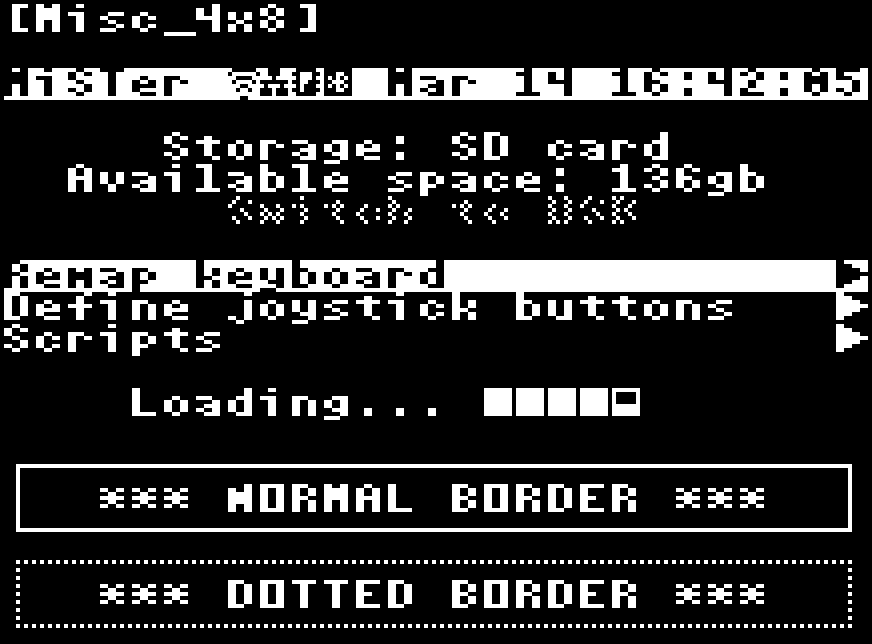 [Misc_4x8]
MiSTer Mar 14 16:42:05
Storage: SD card
Available space: 136gb
Remap keyboard
Define joystick buttons
Scripts
Loading...
*** NORMAL BORDER ***
*** DOTTED BORDER ***